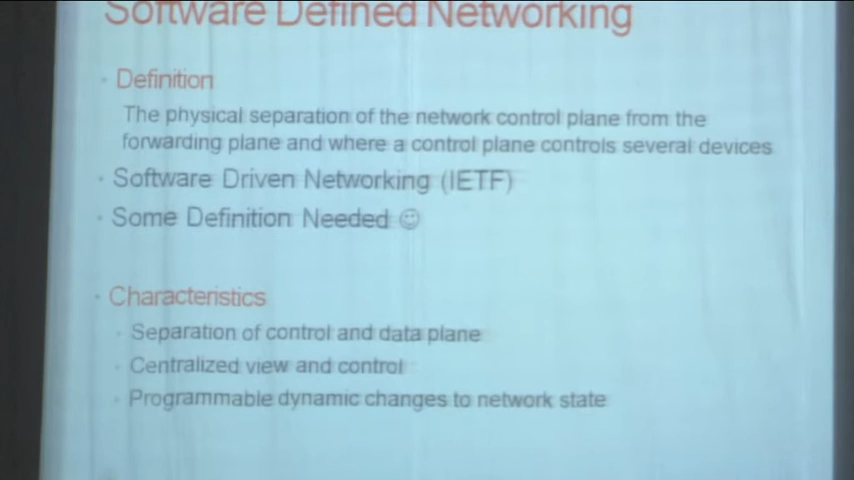 Software Defined Networking
Definition
The physical separation of the network control plane from the
forwarding plane and where a control plane controls several devices
Software Driven Networking (IETF)
Some Definition Needed ☺
Characteristics
Separation of control and data plane
Centralized view and control
Programmable dynamic changes to network state